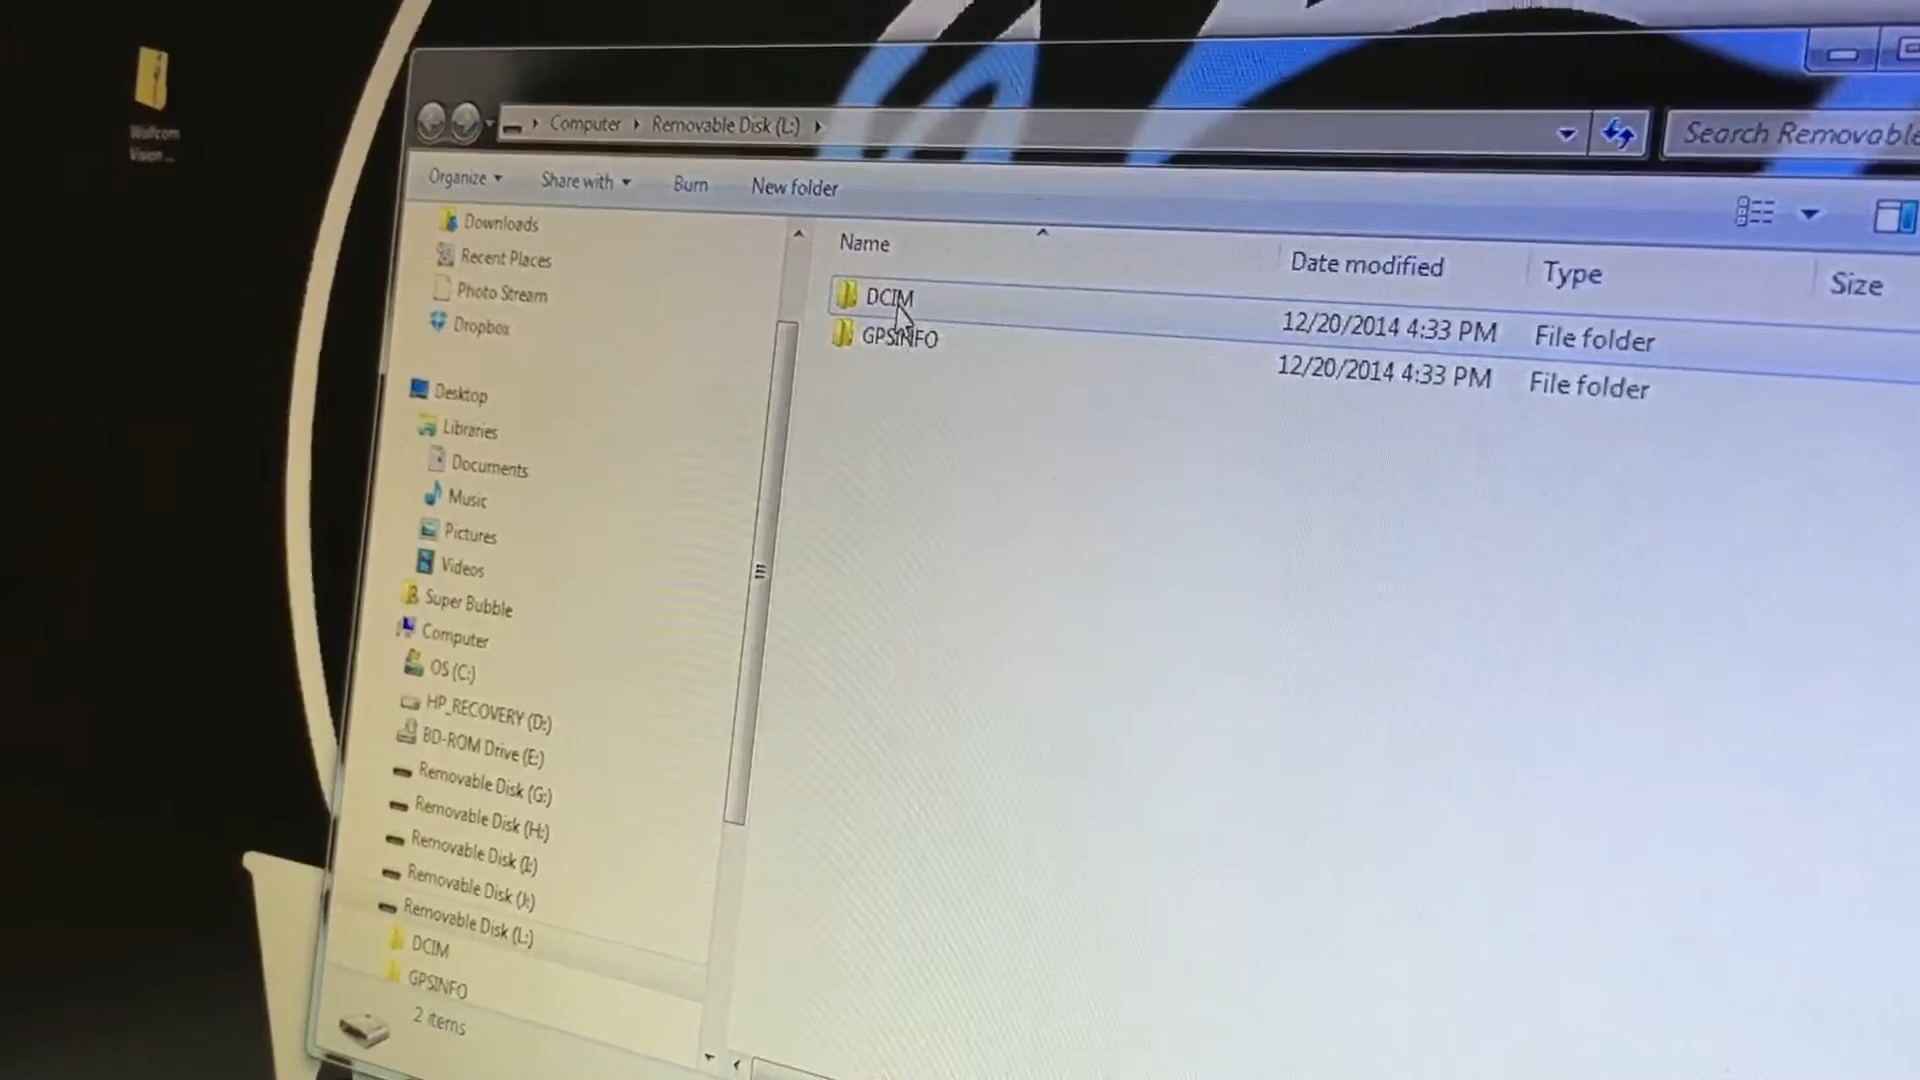 Wolfcom
Vision ...
Computer
Removable Disk (L:)
Search Removable
Organize
Share with
Burn
New folder
Downloads
Recent Places
Photo Stream
Dropbox
Desktop
Libraries
Documents
Music
Pictures
Videos
Super Bubble
Computer
OS (C:)
HP_RECOVERY (D:)
BD-ROM Drive (E:)
Removable Disk (G:)
Removable Disk (H:)
Removable Disk (I:)
Removable Disk (J:)
Removable Disk (L:)
DCIM
GPSINFO
2 items
Name Date modified Type Size
DCIM 12/20/2014 4:33 PM File folder
GPSINFO 12/20/2014 4:33 PM File folder